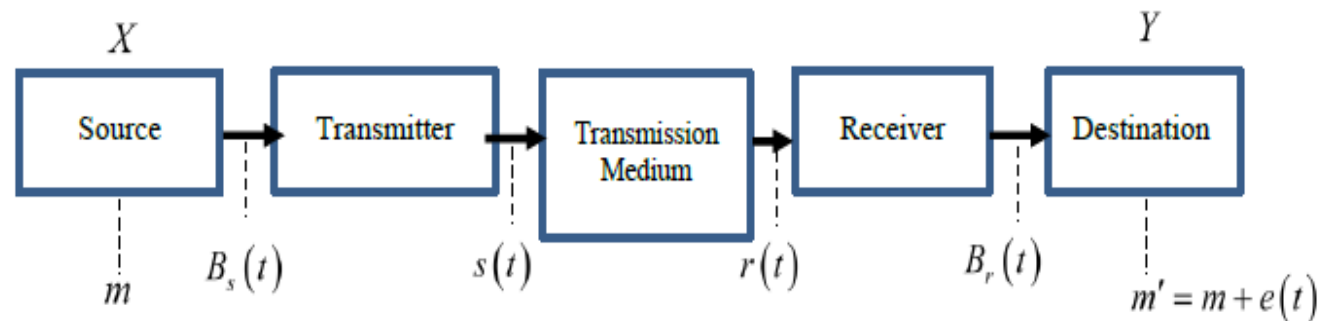 X Y
Source Transmitter Transmission Medium Receiver Destination
m B_s(t) s(t) r(t) B_r(t) m' = m + e(t)